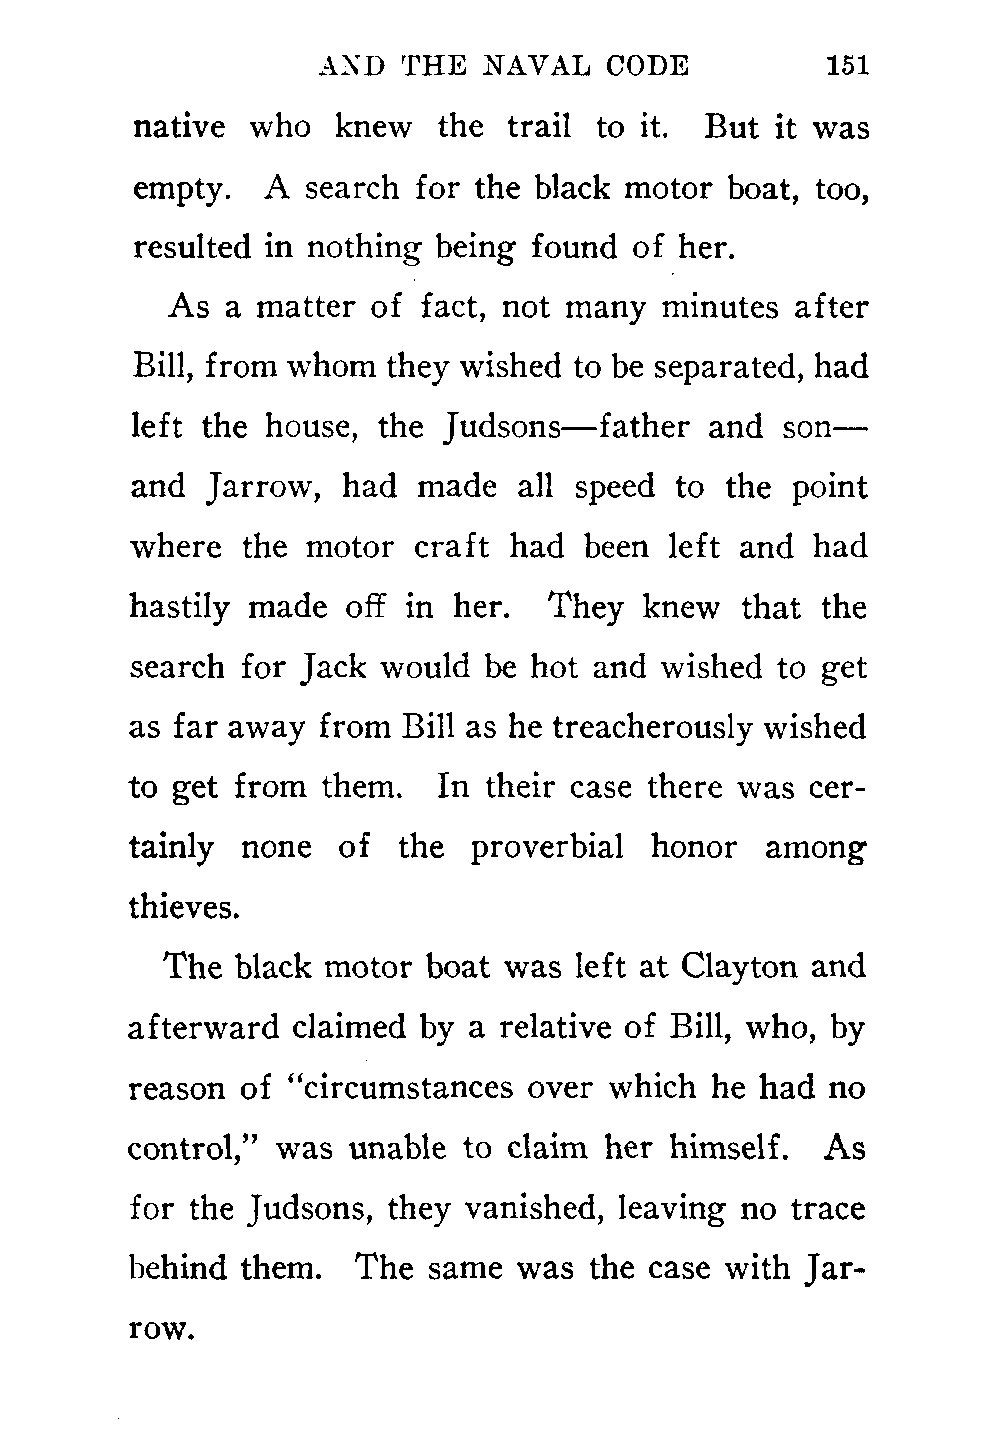 AND THE NAVAL CODE 151
native who knew the trail to it. But it was
empty. A search for the black motor boat, too,
resulted in nothing being found of her.
As a matter of fact, not many minutes after
Bill, from whom they wished to be separated, had
left the house, the Judsons—father and son—
and Jarrow, had made all speed to the point
where the motor craft had been left and had
hastily made off in her. They knew that the
search for Jack would be hot and wished to get
as far away from Bill as he treacherously wished
to get from them. In their case there was cer-
tainly none of the proverbial honor among
thieves.
The black motor boat was left at Clayton and
afterward claimed by a relative of Bill, who, by
reason of “circumstances over which he had no
control,” was unable to claim her himself. As
for the Judsons, they vanished, leaving no trace
behind them. The same was the case with Jar-
row.